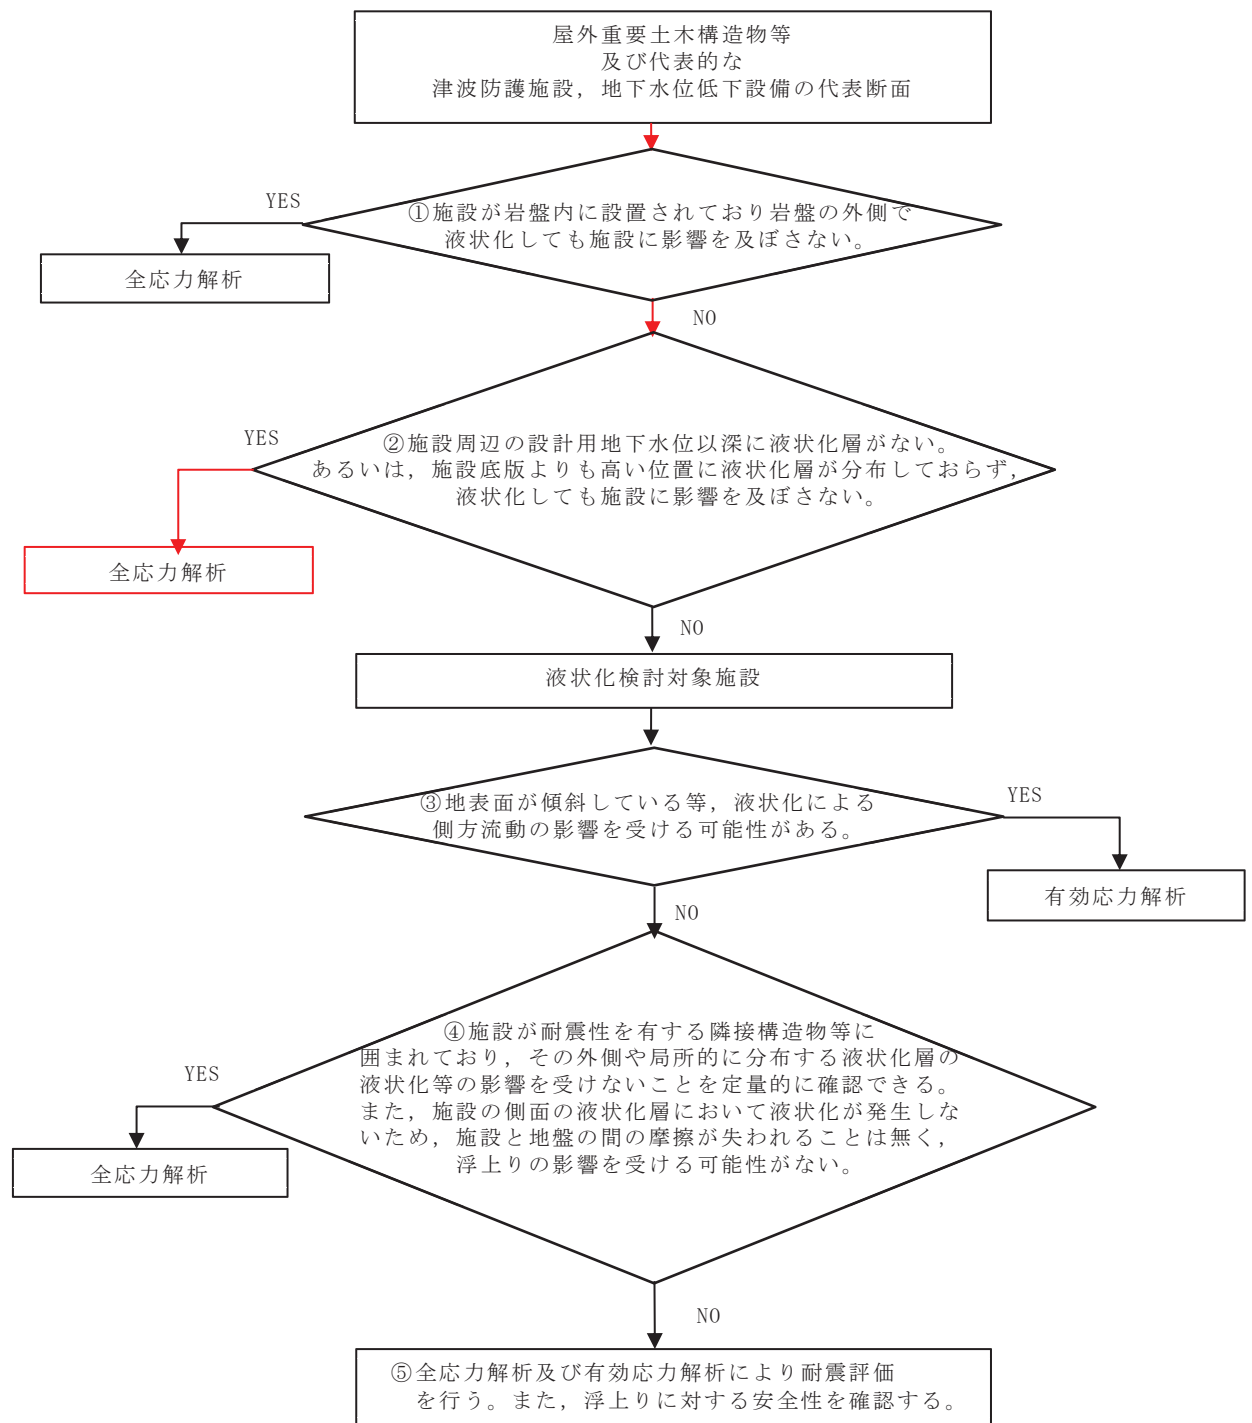 屋外重要土木構造物等
及び代表的な
津波防護施設，地下水位低下設備の代表断面
YES
①施設が岩盤内に設置されており岩盤の外側で
液状化しても施設に影響を及ぼさない。
全応力解析
NO
YES
②施設周辺の設計用地下水位以深に液状化層がない。
あるいは，施設底版よりも高い位置に液状化層が分布しておらず，
液状化しても施設に影響を及ぼさない。
全応力解析
NO
液状化検討対象施設
③地表面が傾斜している等，液状化による
側方流動の影響を受ける可能性がある。
YES
有効応力解析
NO
④施設が耐震性を有する隣接構造物等に
囲まれており，その外側や局所的に分布する液状化層の
液状化等の影響を受けないことを定量的に確認できる。
また，施設の側面の液状化層において液状化が発生しな
いため，施設と地盤の間の摩擦が失われることは無く，
浮上りの影響を受ける可能性がない。
YES
全応力解析
NO
⑤全応力解析及び有効応力解析により耐震評価
を行う。また，浮上りに対する安全性を確認する。